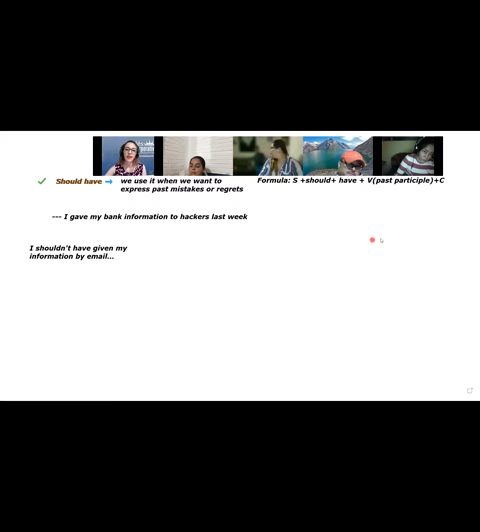 Should have → we use it when we want to
express past mistakes or regrets
Formula: S +should+ have + V(past participle)+C
--- I gave my bank information to hackers last week
I shouldn't have given my
information by email...